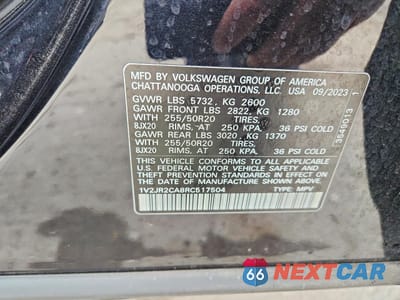 MFD BY VOLKSWAGEN GROUP OF AMERICA
CHATTANOOGA OPERATIONS, LLC. USA 09/2023
GVWR LBS 5732, KG 2600
GAWR FRONT LBS 2822, KG 1280
WITH 255/50R20 TIRES,
8JX20 RIMS, AT 250 KPA. 36 PSI COLD
GAWR REAR LBS 3020, KG 1370
WITH 255/50R20 TIRES,
8JX20 RIMS, AT 250 KPA. 36 PSI COLD
THIS VEHICLE CONFORMS TO ALL APPLICABLE
U.S. FEDERAL MOTOR VEHICLE SAFETY AND
THEFT PREVENTION STANDARDS IN EFFECT ON THE
DATE OF MANUFACTURE SHOWN ABOVE.
1V2JR2CA8RC517504 TYPE: MPV
3549013
66 NEXTCAR